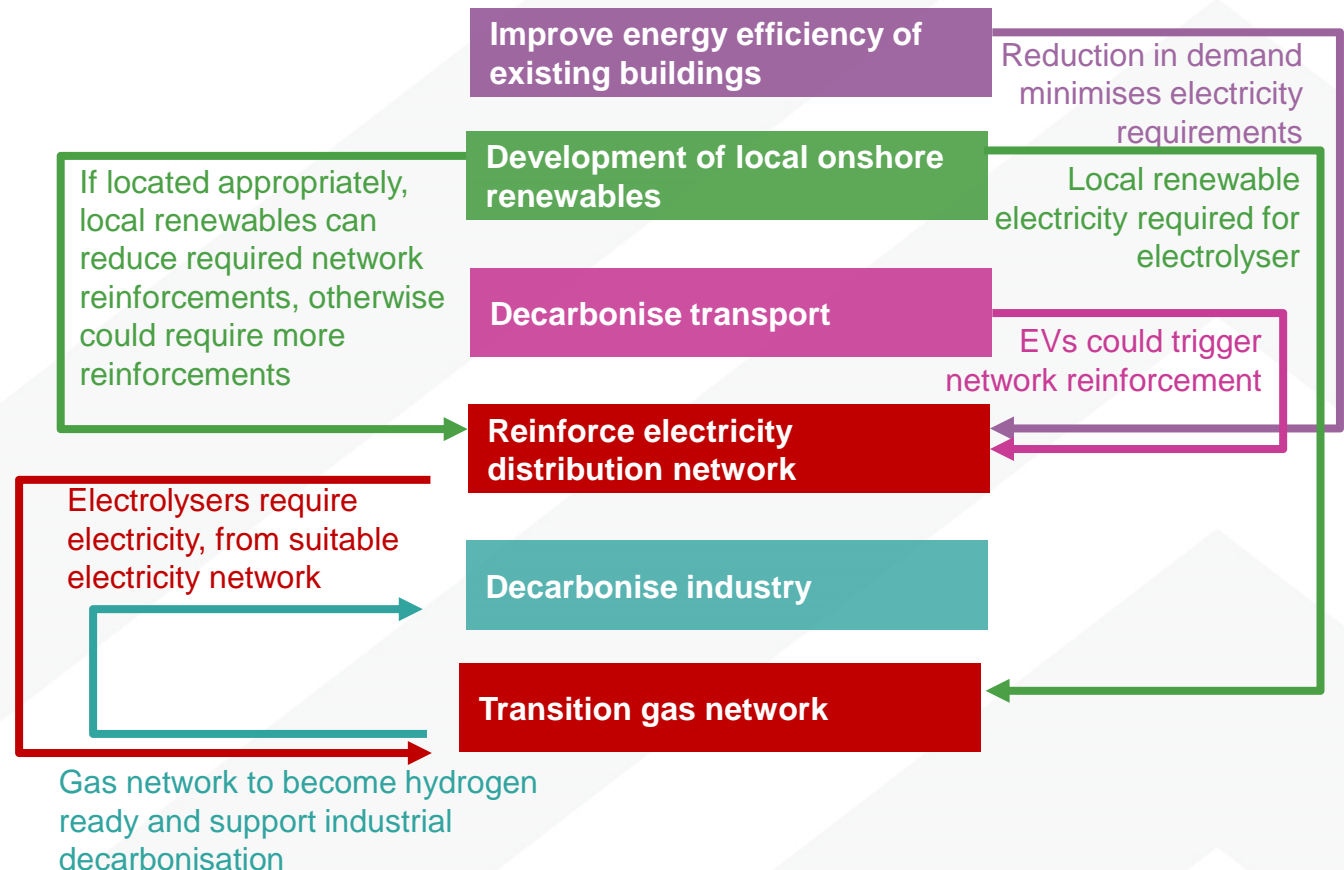 Improve energy efficiency of
existing buildings
Reduction in demand
minimises electricity
requirements
Development of local onshore
renewables
If located appropriately,
local renewables can
reduce required network
reinforcements, otherwise
could require more
reinforcements
Local renewable
electricity required for
electrolyser
Decarbonise transport
EVs could trigger
network reinforcement
Reinforce electricity
distribution network
Electrolysers require
electricity, from suitable
electricity network
Decarbonise industry
Transition gas network
Gas network to become hydrogen
ready and support industrial
decarbonisation